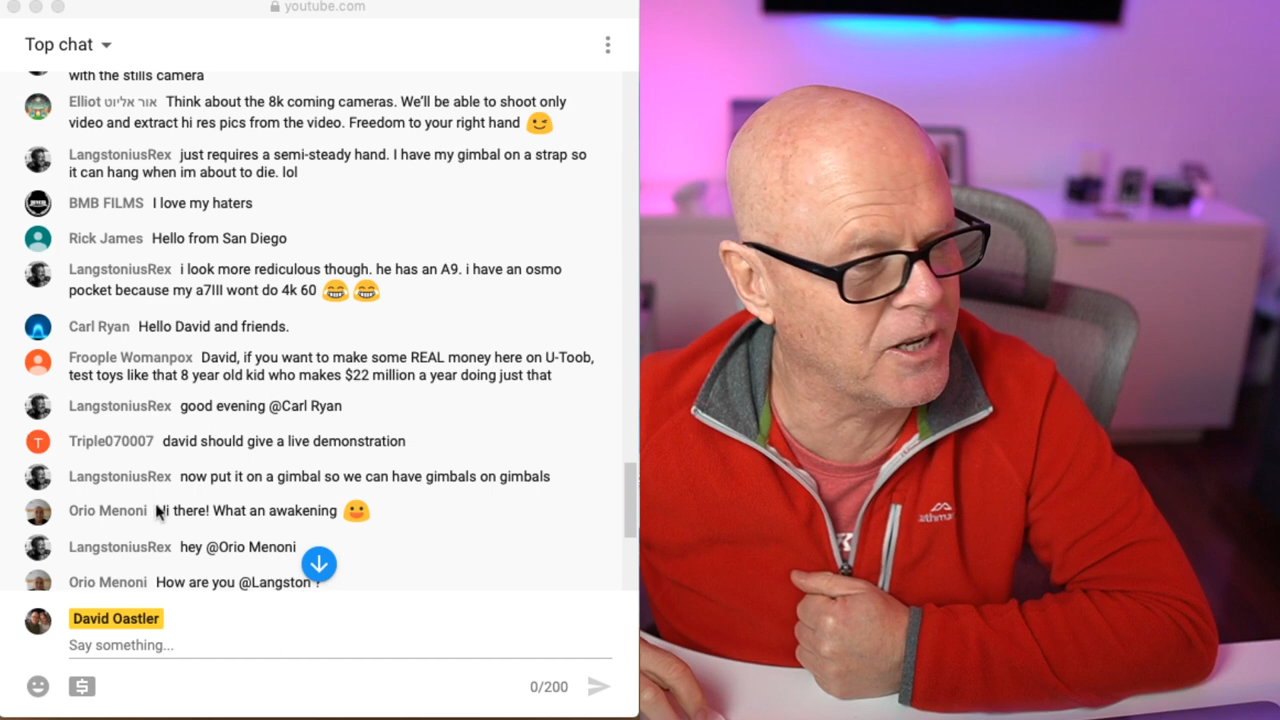 youtube.com
Top chat
with the stills camera
Elliot אור אליוט Think about the 8k coming cameras. We'll be able to shoot only
video and extract hi res pics from the video. Freedom to your right hand 😉
LangstoniusRex just requires a semi-steady hand. I have my gimbal on a strap so
it can hang when im about to die. lol
BMB FILMS I love my haters
Rick James Hello from San Diego
LangstoniusRex i look more rediculous though. he has an A9. i have an osmo
pocket because my a7III wont do 4k 60 😂 😂
Carl Ryan Hello David and friends.
Froople Womanpox David, if you want to make some REAL money here on U-Toob,
test toys like that 8 year old kid who makes $22 million a year doing just that
LangstoniusRex good evening @Carl Ryan
T Triple070007 david should give a live demonstration
LangstoniusRex now put it on a gimbal so we can have gimbals on gimbals
Orio Menoni Hi there! What an awakening 😃
LangstoniusRex hey @Orio Menoni
Orio Menoni How are you @Langston ?
David Oastler
Say something...
0/200